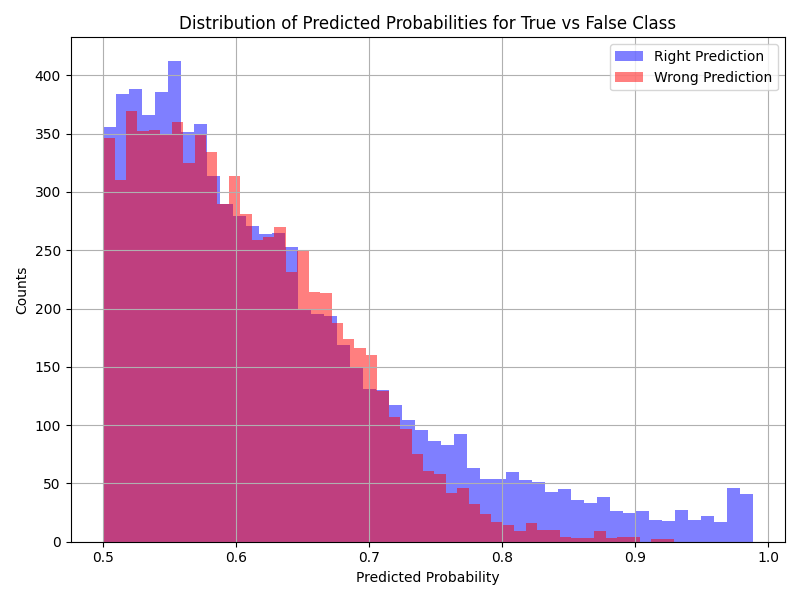 Distribution of Predicted Probabilities for True vs False Class
Right Prediction
Wrong Prediction
Counts
400
350
300
250
200
150
100
50
0
0.5 0.6 0.7 0.8 0.9 1.0
Predicted Probability